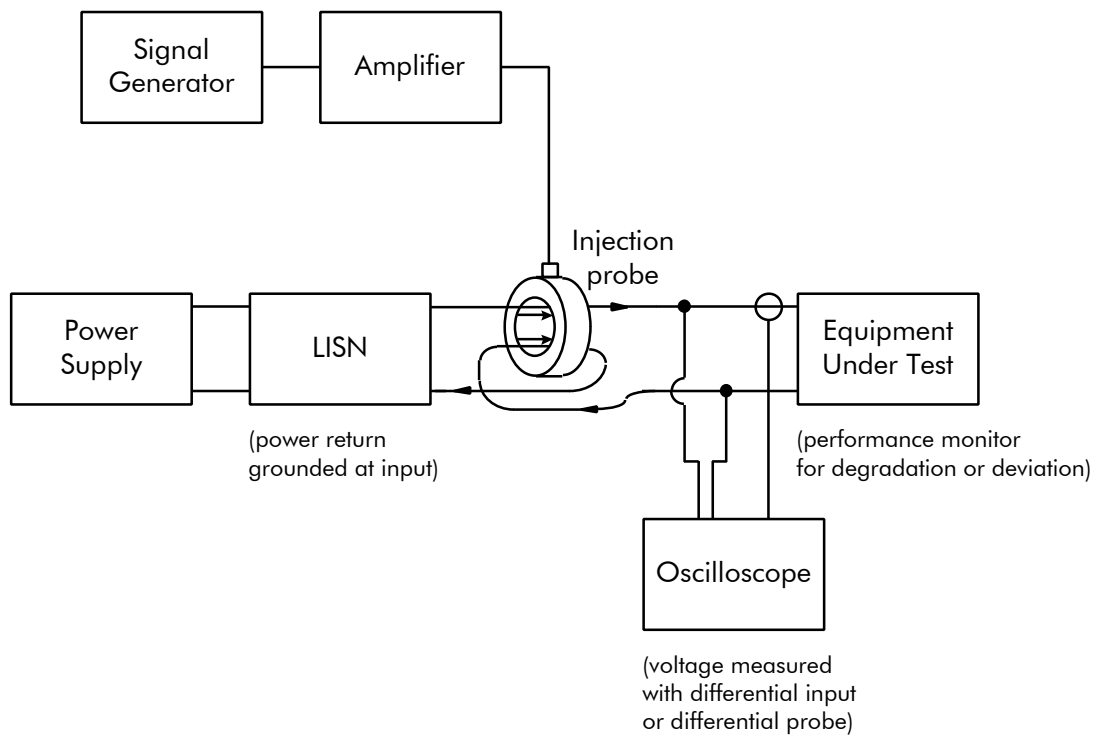 Signal
Generator
Amplifier
Injection
probe
Power
Supply
LISN
Equipment
Under Test
(power return
grounded at input)
(performance monitor
for degradation or deviation)
Oscilloscope
(voltage measured
with differential input
or differential probe)